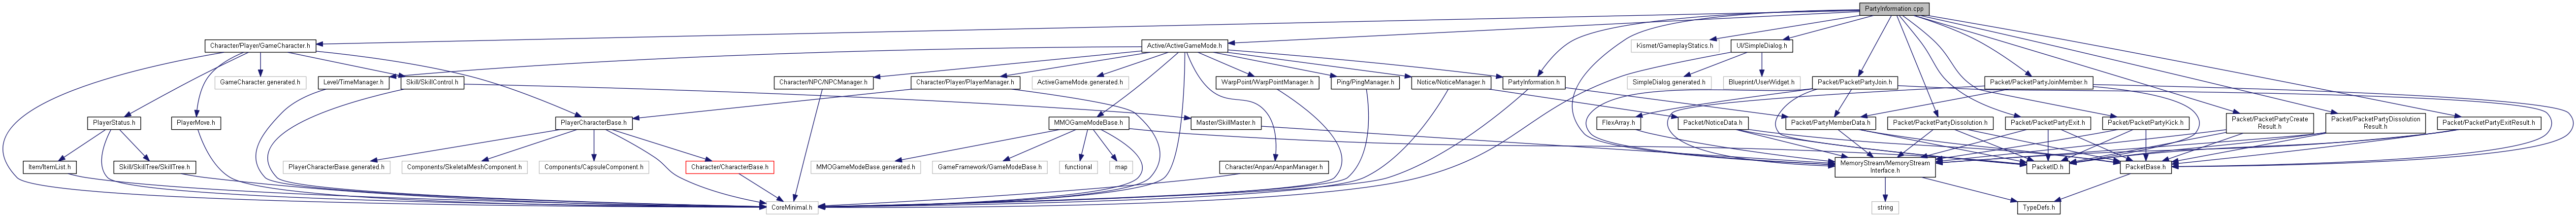 PartyInformation.cpp
Character/Player/GameCharacter.h
Active/ActiveGameMode.h
Kismet/GameplayStatics.h
UI/SimpleDialog.h
GameCharacter.generated.h
Level/TimeManager.h
Skill/SkillControl.h
Character/NPC/NPCManager.h
Character/Player/PlayerManager.h
ActiveGameMode.generated.h
WarpPoint/WarpPointManager.h
Ping/PingManager.h
Notice/NoticeManager.h
PartyInformation.h
SimpleDialog.generated.h
Blueprint/UserWidget.h
Packet/PacketPartyJoin.h
Packet/PacketPartyJoinMember.h
PlayerStatus.h
PlayerMove.h
PlayerCharacterBase.h
MMOGameModeBase.h
Master/SkillMaster.h
FlexArray.h
Packet/NoticeData.h
Packet/PartyMemberData.h
Packet/PacketPartyDissolution.h
Packet/PacketPartyExit.h
Packet/PacketPartyKick.h
Packet/PacketPartyCreate
Result.h
Packet/PacketPartyDissolution
Result.h
Packet/PacketPartyExitResult.h
Item/ItemList.h
Skill/SkillTree/SkillTree.h
PlayerCharacterBase.generated.h
Components/SkeletalMeshComponent.h
Components/CapsuleComponent.h
Character/CharacterBase.h
MMOGameModeBase.generated.h
GameFramework/GameModeBase.h
functional
map
Character/Anpan/AnpanManager.h
MemoryStream/MemoryStream
Interface.h
PacketID.h
PacketBase.h
CoreMinimal.h
string
TypeDefs.h